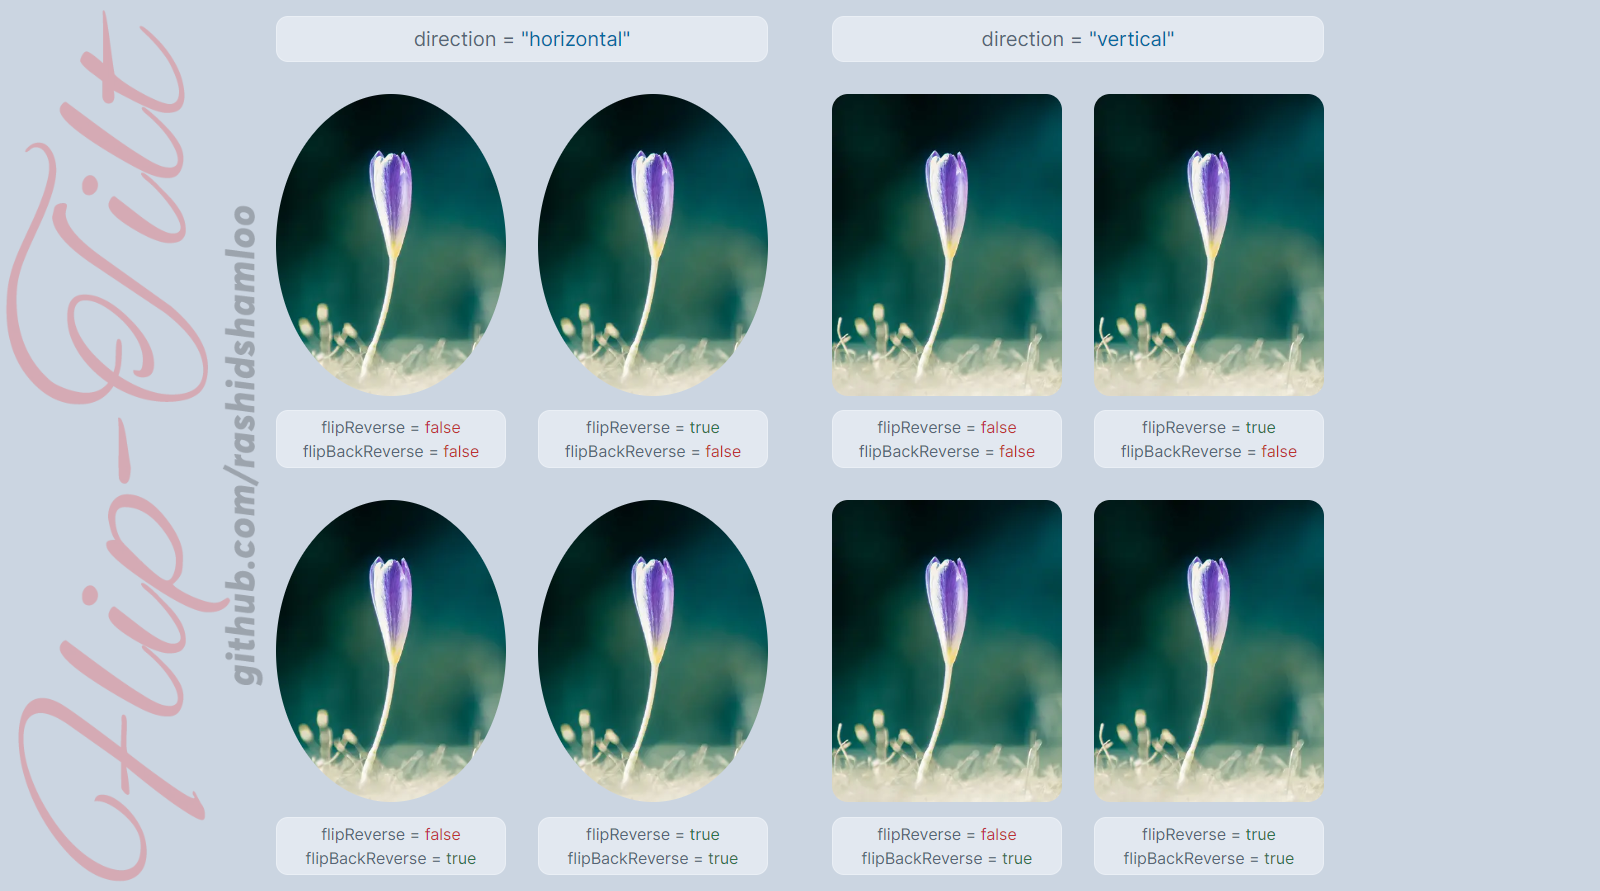 Flip-Tilt
github.com/rashidshamloo
direction = "horizontal"
direction = "vertical"
flipReverse = false
flipBackReverse = false
flipReverse = true
flipBackReverse = false
flipReverse = false
flipBackReverse = false
flipReverse = true
flipBackReverse = false
flipReverse = false
flipBackReverse = true
flipReverse = true
flipBackReverse = true
flipReverse = false
flipBackReverse = true
flipReverse = true
flipBackReverse = true